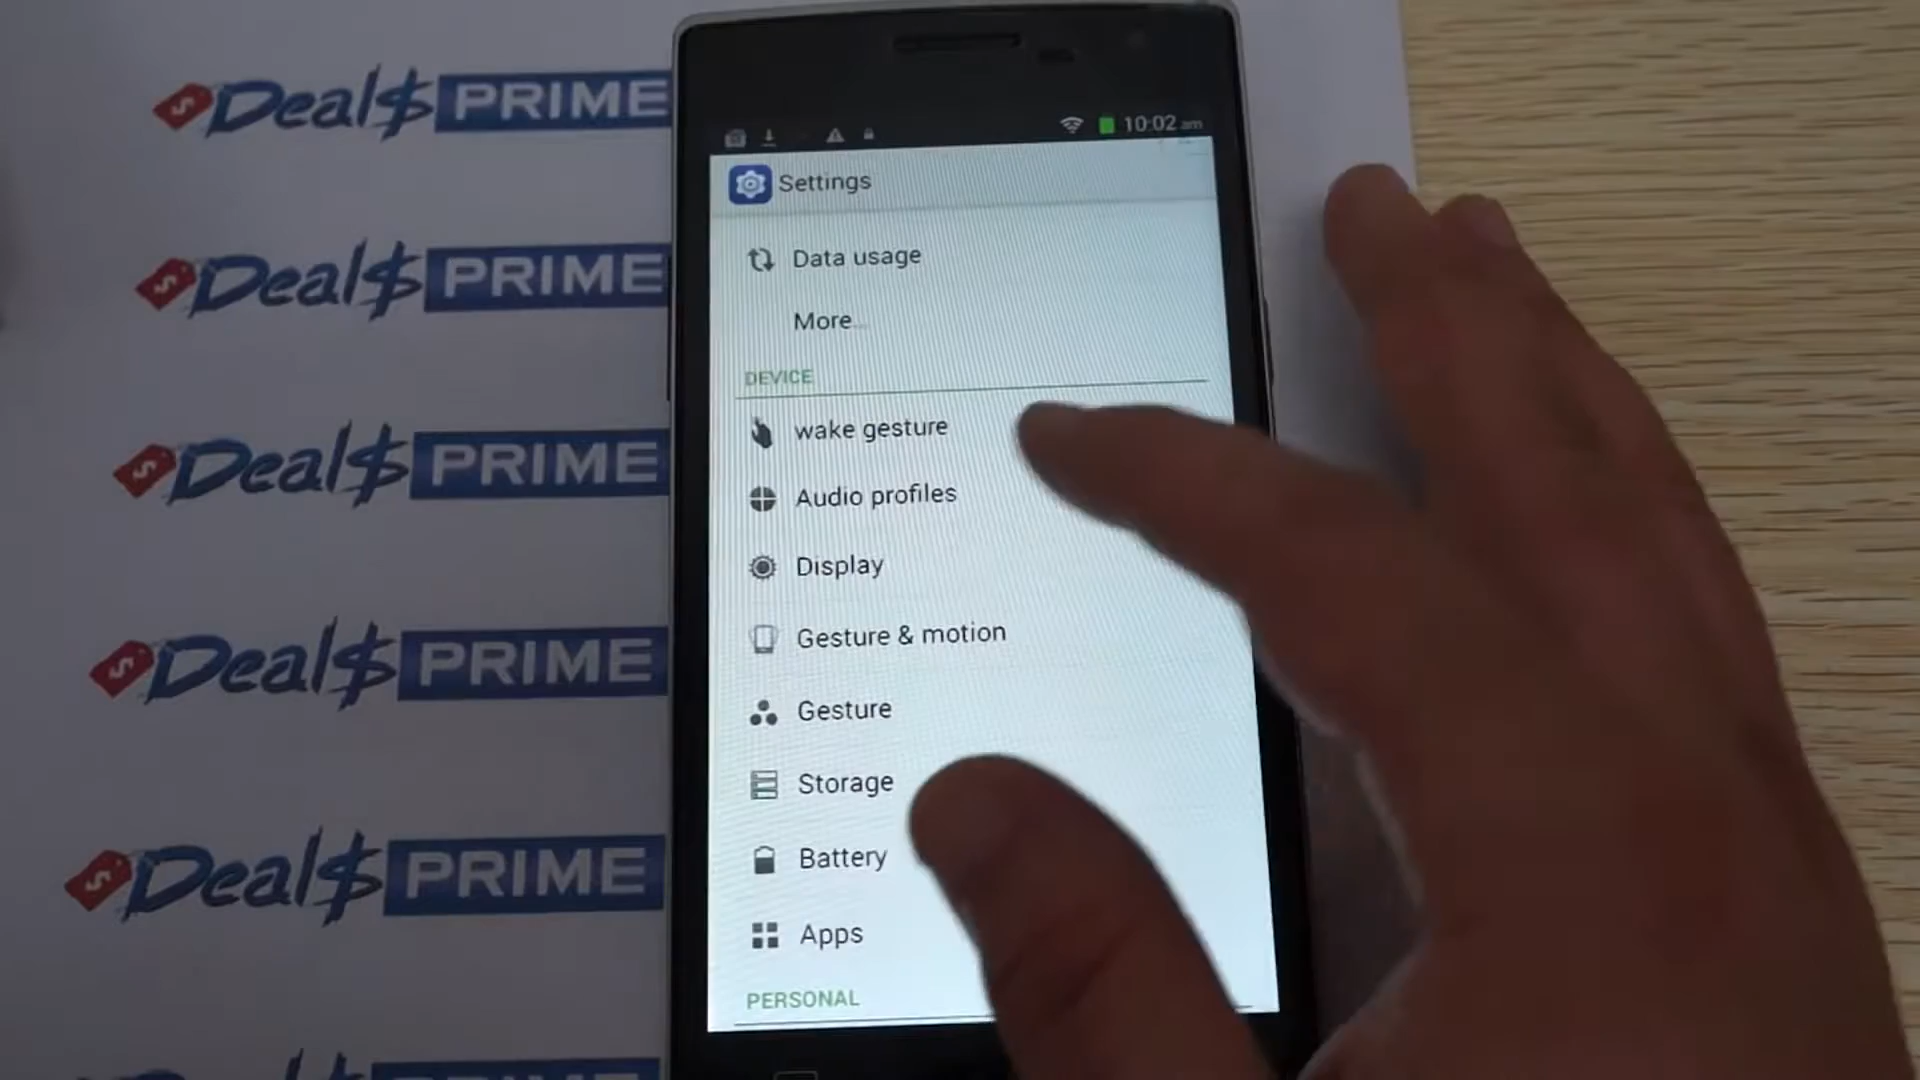 Deal$ PRIME
Deal$ PRIME
Deal$ PRIME
Deal$ PRIME
Deal$ PRIME
10:02 am
Settings
Data usage
More...
DEVICE
wake gesture
Audio profiles
Display
Gesture & motion
Gesture
Storage
Battery
Apps
PERSONAL